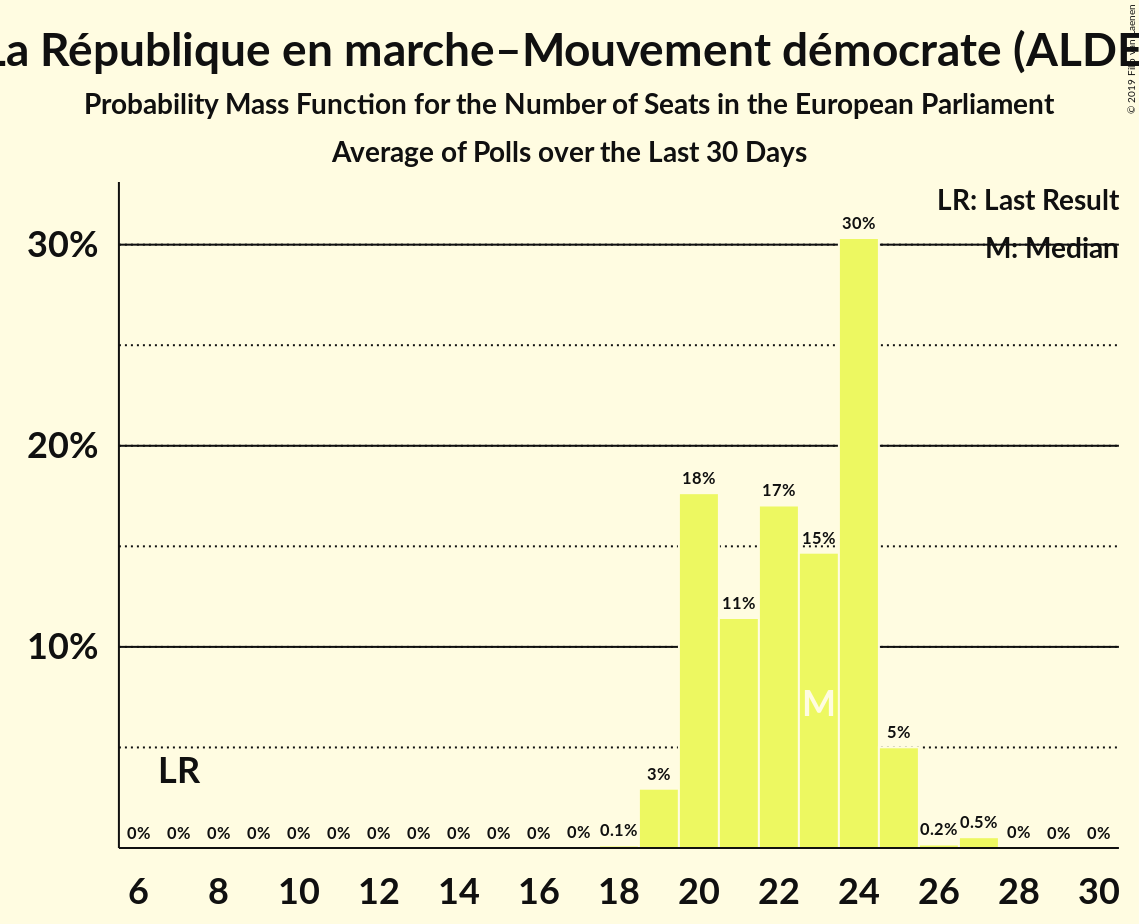 La République en marche–Mouvement démocrate (ALDE
Probability Mass Function for the Number of Seats in the European Parliament
Average of Polls over the Last 30 Days
© 2019 Filip
LR: Last Result
M: Median
30%
20%
10%
30%
18%
17%
15%
11%
5%
3%
0% 0% 0% 0% 0% 0% 0% 0% 0% 0% 0% 0% 0.1% 0.2% 0.5% 0% 0% 0%
M
LR
6 8 10 12 14 16 18 20 22 24 26 28 30